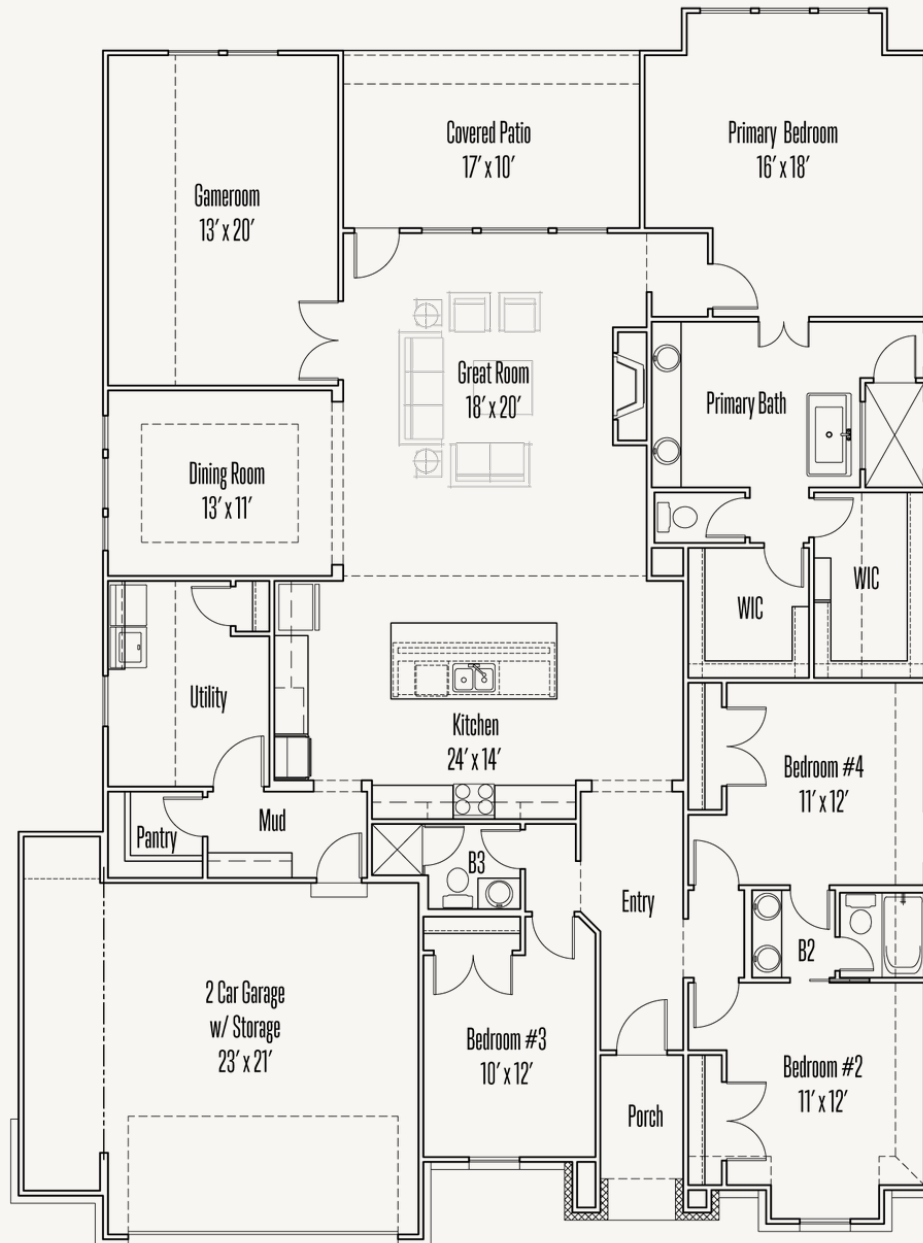 Covered Patio
17' x 10'
Primary Bedroom
16' x 18'
Gameroom
13' x 20'
Great Room
18' x 20'
Primary Bath
Dining Room
13' x 11'
WIC
WIC
Utility
Kitchen
24' x 14'
Bedroom #4
11' x 12'
Pantry
Mud
B3
Entry
B2
2 Car Garage
w/ Storage
23' x 21'
Bedroom #3
10' x 12'
Bedroom #2
11' x 12'
Porch